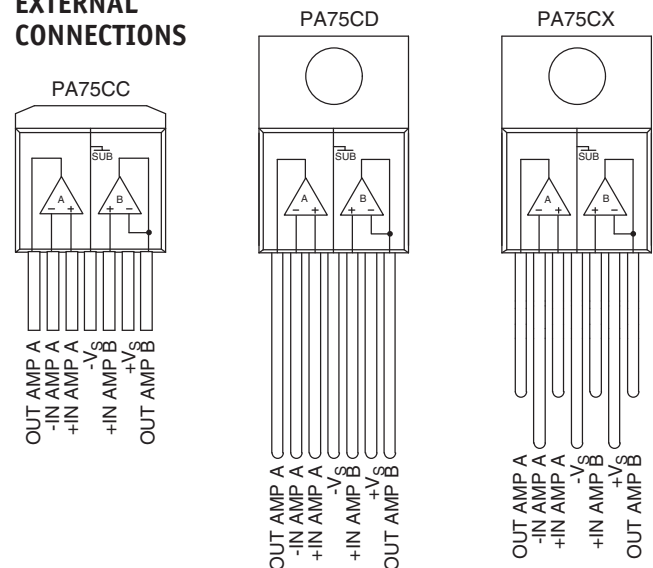 EXTERNAL
CONNECTIONS
PA75CC
SUB
A
B
- +
+ -
OUT AMP A
-IN AMP A
+IN AMP A
-VS
+IN AMP B
+VS
OUT AMP B
PA75CD
SUB
A
B
- +
+ -
OUT AMP A
-IN AMP A
+IN AMP A
-VS
+IN AMP B
+VS
OUT AMP B
PA75CX
SUB
A
B
- +
+ -
OUT AMP A
-IN AMP A
+IN AMP A
-VS
+IN AMP B
+VS
OUT AMP B